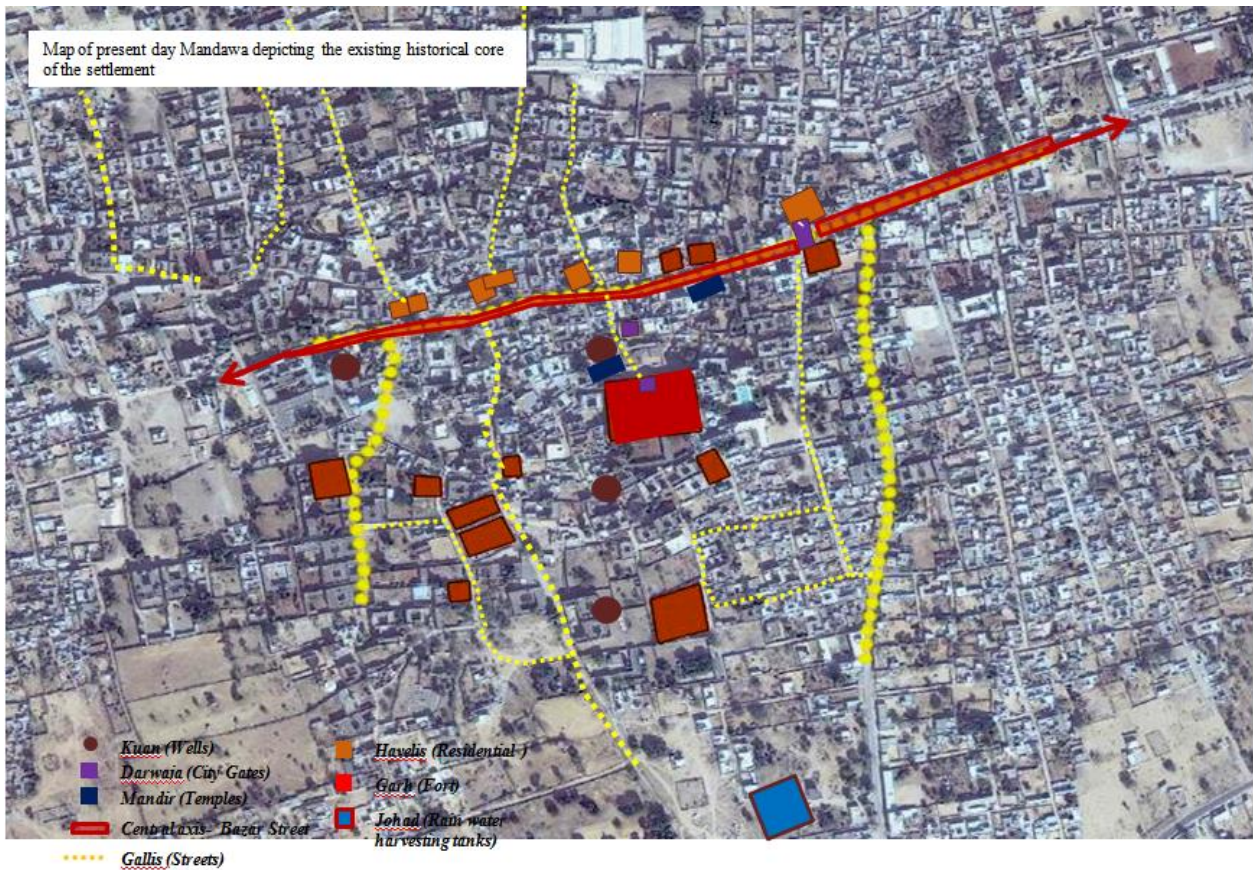 Map of present day Mandawa depicting the existing historical core
of the settlement
Kuan (Wells)
Darwaja (City Gates)
Mandir (Temples)
Central axis- Bazar Street
Gallis (Streets)
Havelis (Residential )
Garh (Fort)
Johad (Rain water
harvesting tanks)